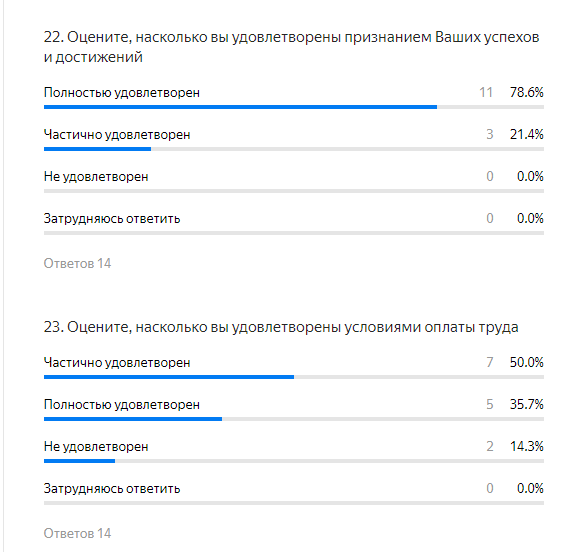 22. Оцените, насколько вы удовлетворены признанием Ваших успехов
и достижений
Полностью удовлетворен 11 78.6%
Частично удовлетворен 3 21.4%
Не удовлетворен 0 0.0%
Затрудняюсь ответить 0 0.0%
Ответов 14
23. Оцените, насколько вы удовлетворены условиями оплаты труда
Частично удовлетворен 7 50.0%
Полностью удовлетворен 5 35.7%
Не удовлетворен 2 14.3%
Затрудняюсь ответить 0 0.0%
Ответов 14